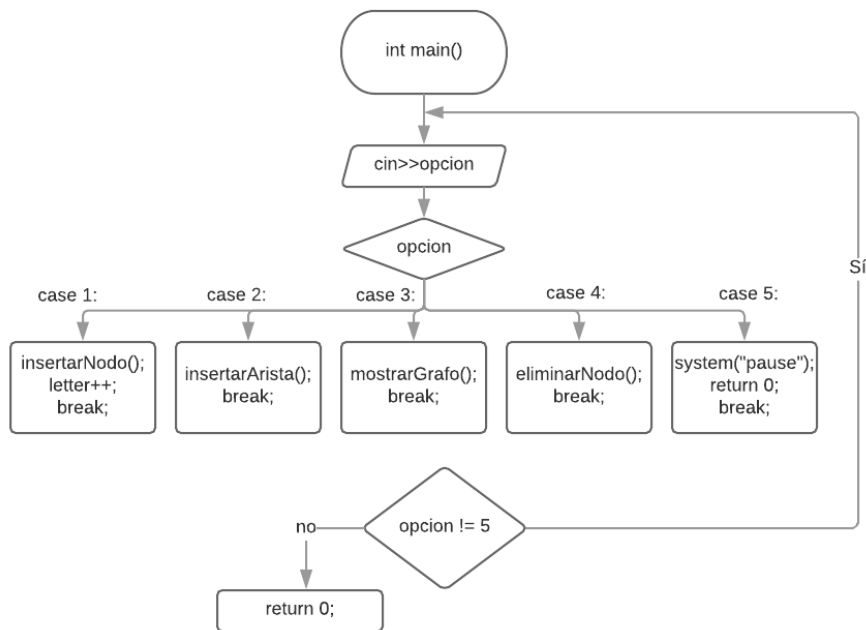 int main()
cin>>opcion
opcion
case 1:
case 2:
case 3:
case 4:
case 5:
insertarNodo();
letter++;
break;
insertarArista();
break;
mostrarGrafo();
break;
eliminarNodo();
break;
system("pause");
return 0;
break;
Sí
no
opcion != 5
return 0;